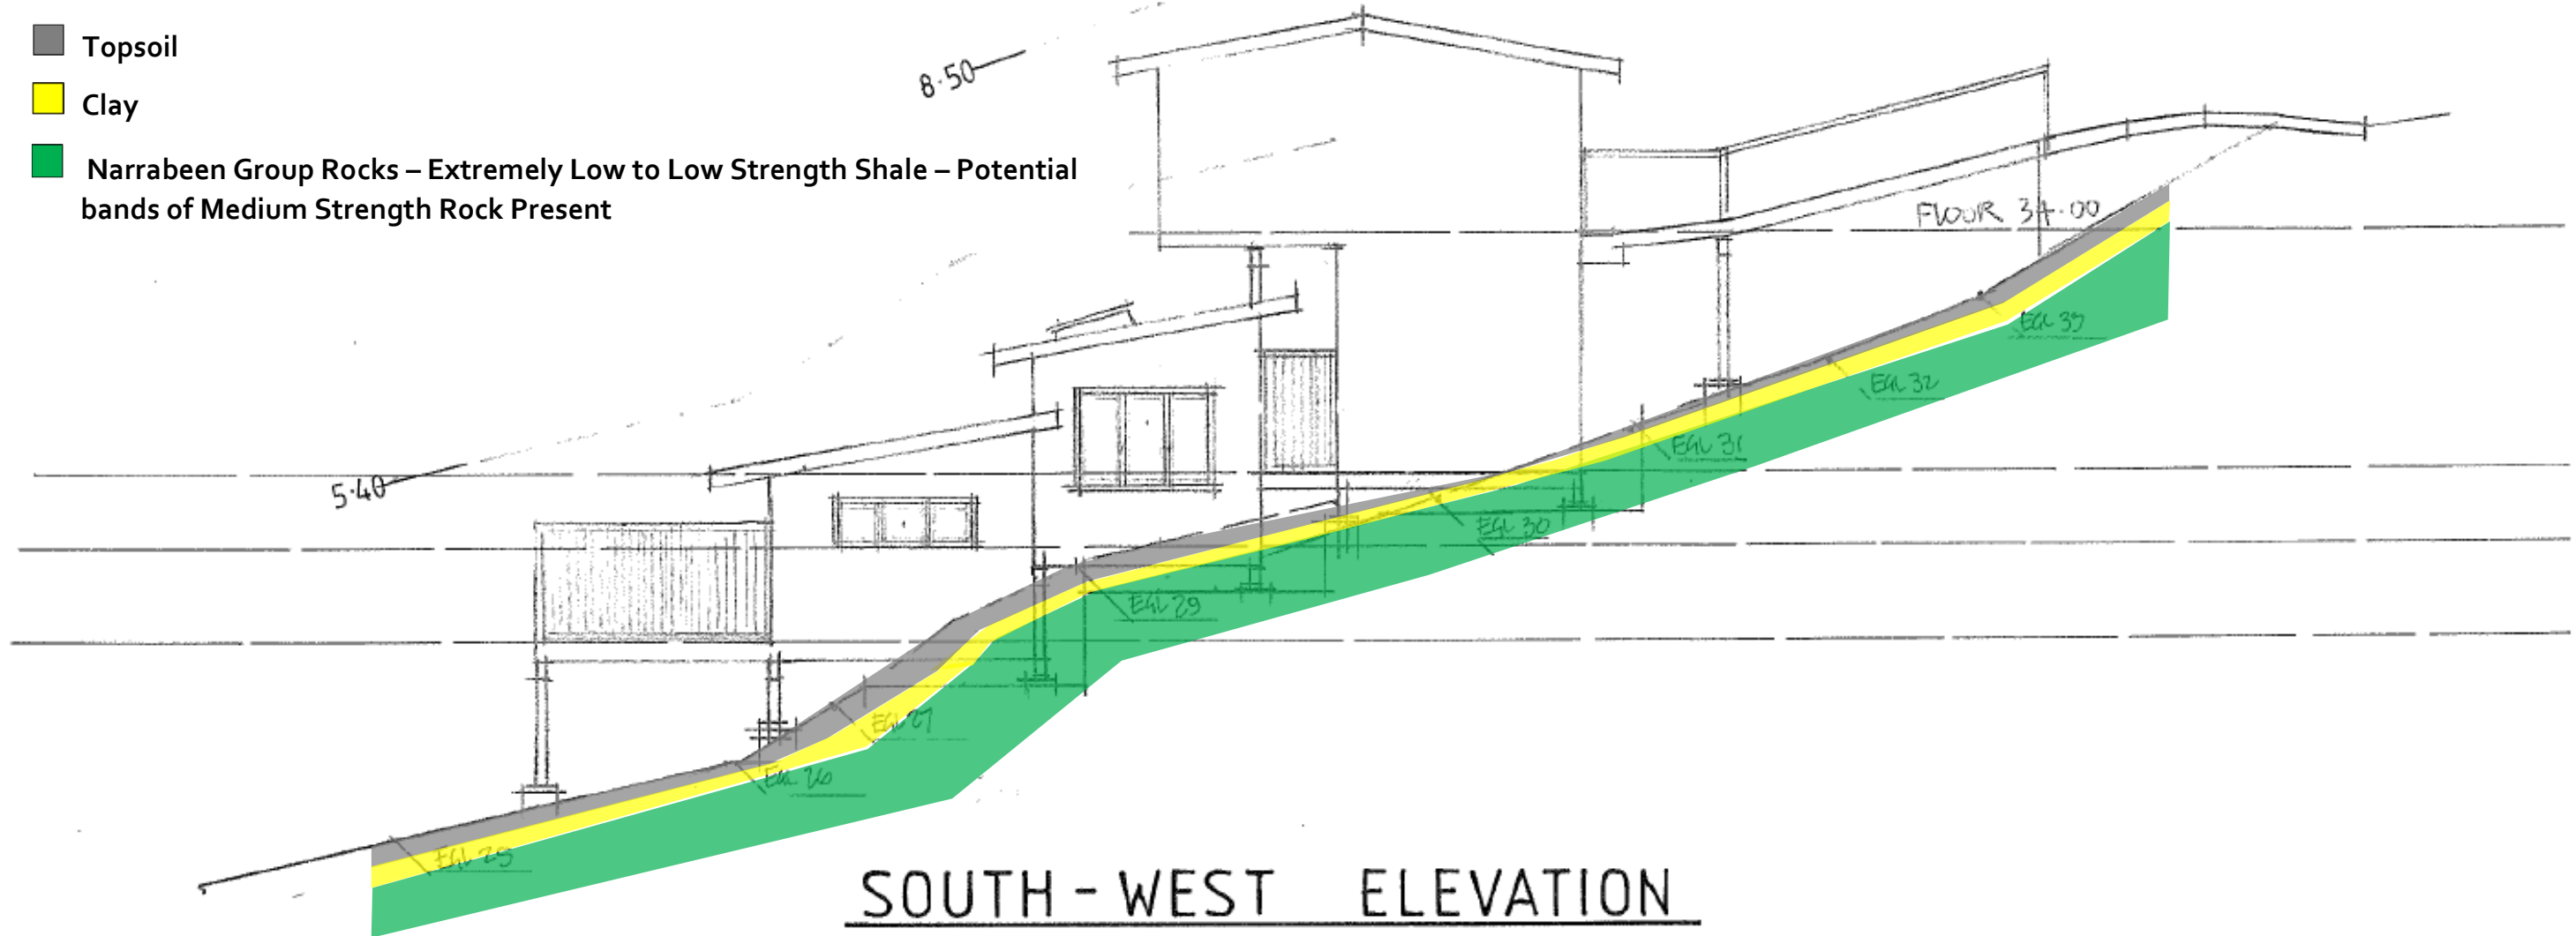 Topsoil
Clay
Narrabeen Group Rocks – Extremely Low to Low Strength Shale – Potential
bands of Medium Strength Rock Present
8·50
FLOOR 34·00
EGL 33
EGL 32
EGL 31
5·40
EGL 30
EGL 29
EGL 27
EGL 26
EGL 25
SOUTH - WEST ELEVATION